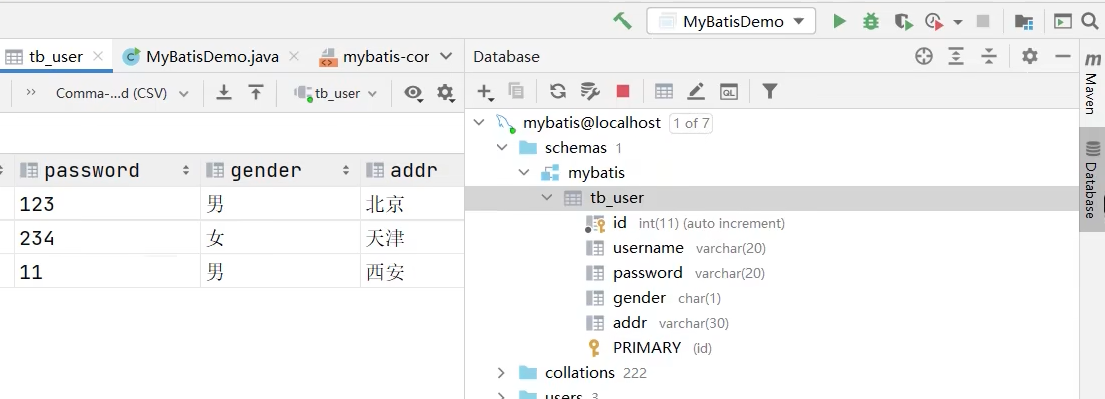 MyBatisDemo
tb_user MyBatisDemo.java mybatis-cor
Database
Comma-...d (CSV) tb_user
QL
mybatis@localhost 1 of 7
schemas 1
mybatis
tb_user
id int(11) (auto increment)
username varchar(20)
password varchar(20)
gender char(1)
addr varchar(30)
PRIMARY (id)
collations 222
users 3
password gender addr
123 男 北京
234 女 天津
11 男 西安
m
Maven
Database